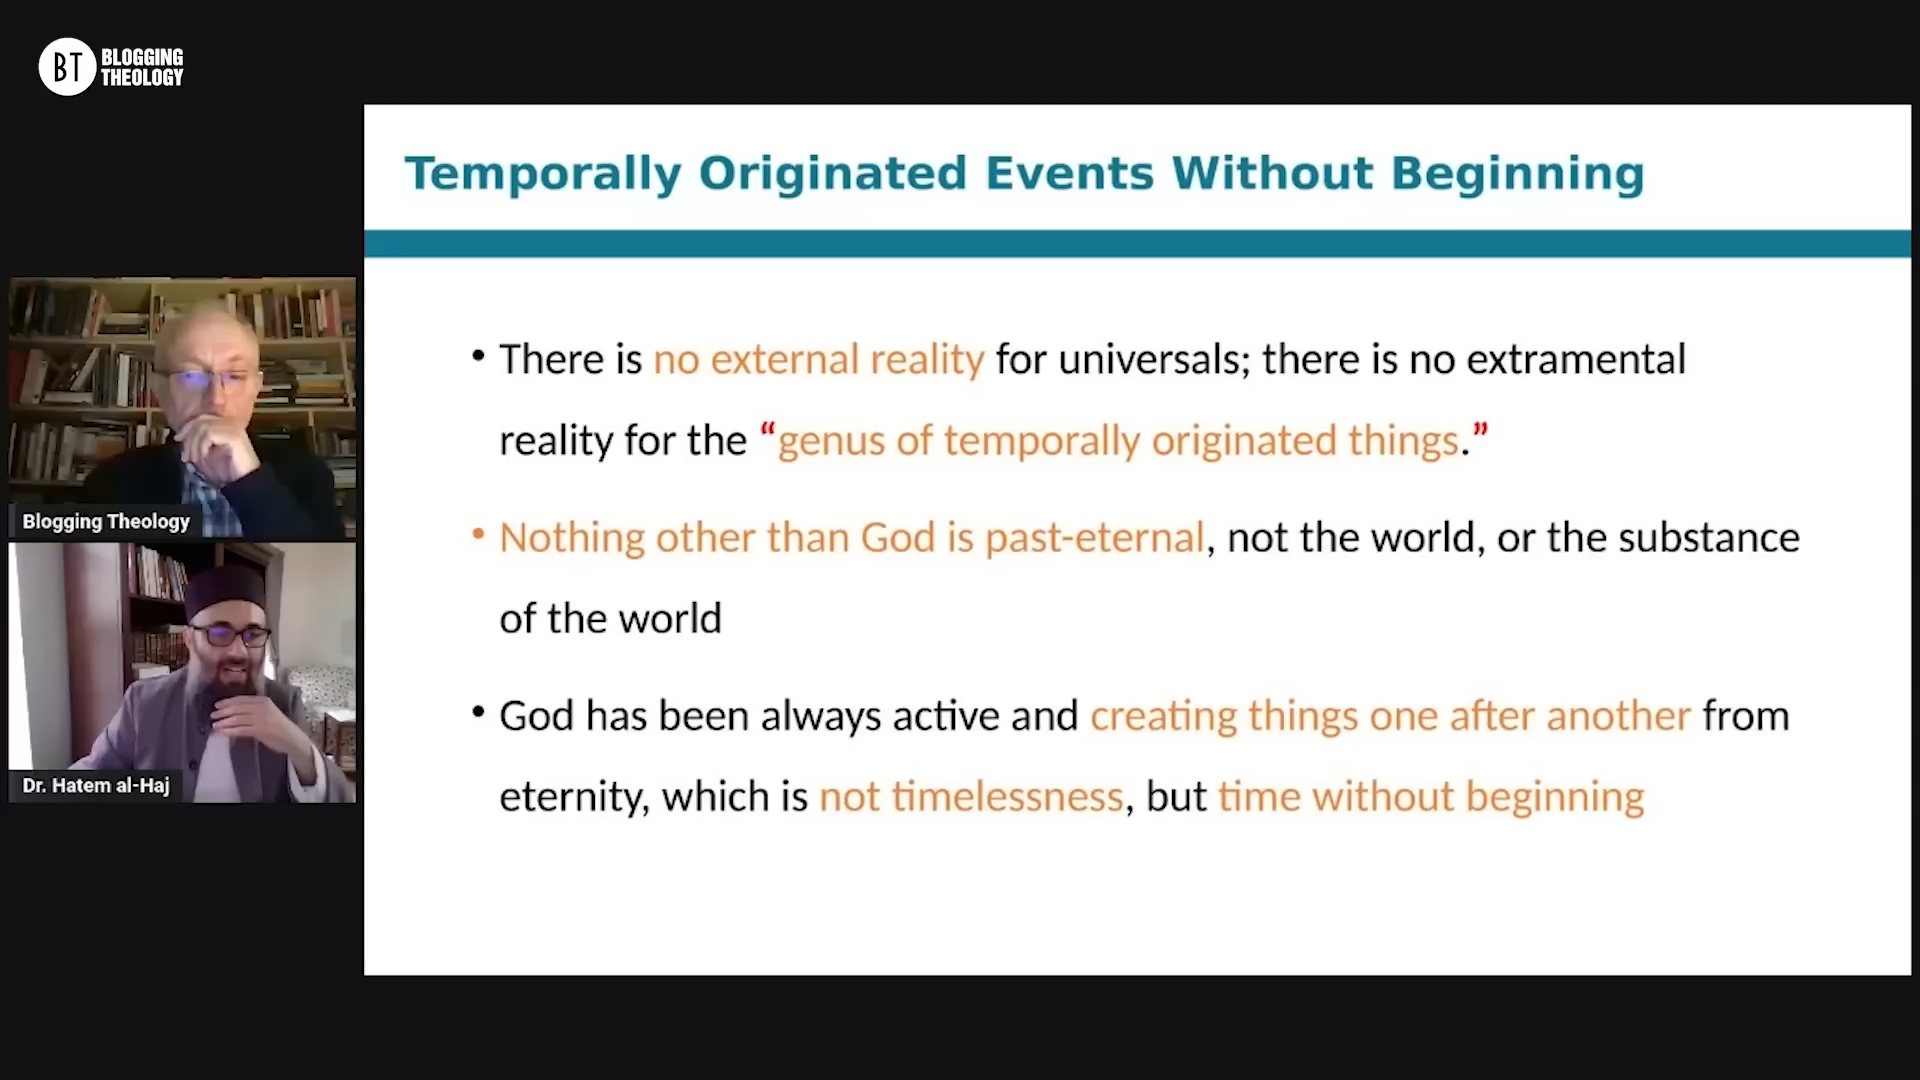 BT BLOGGING
THEOLOGY
Temporally Originated Events Without Beginning
• There is no external reality for universals; there is no extramental
reality for the “genus of temporally originated things.”
• Nothing other than God is past-eternal, not the world, or the substance
of the world
• God has been always active and creating things one after another from
eternity, which is not timelessness, but time without beginning
Blogging Theology
Dr. Hatem al-Haj